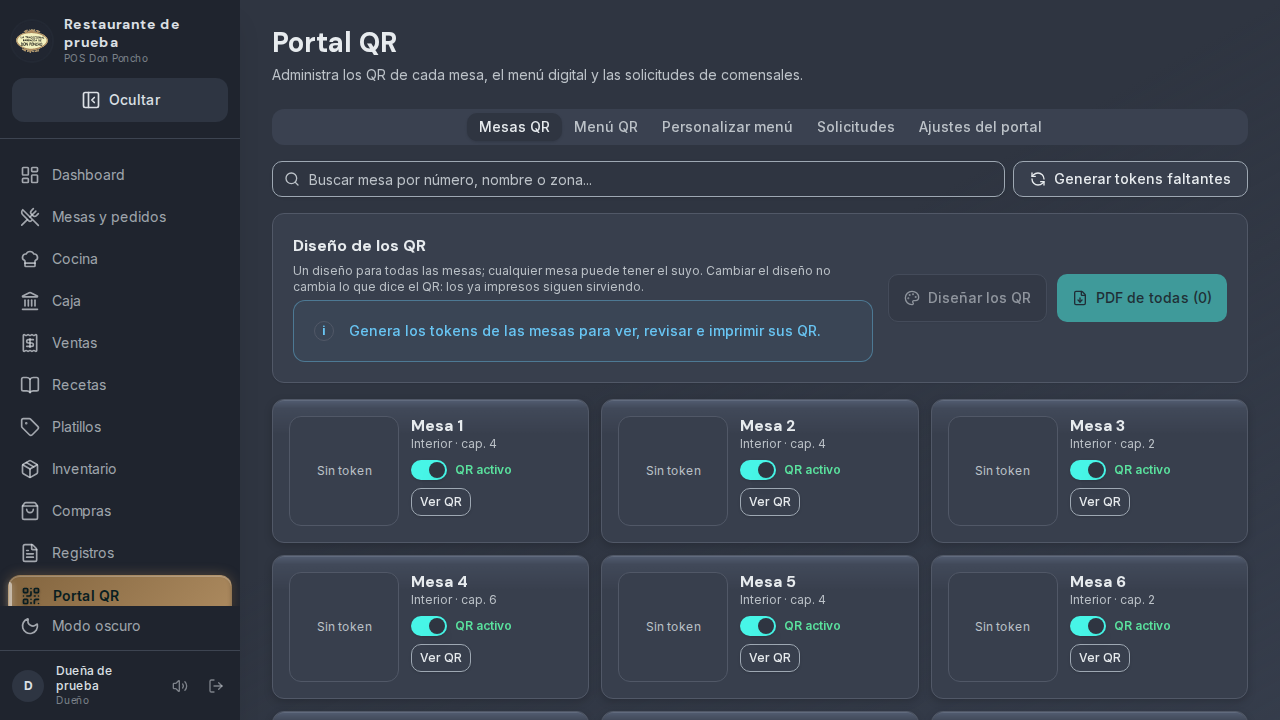 Restaurante de
prueba
POS Don Poncho
Ocultar
Dashboard
Mesas y pedidos
Cocina
Caja
Ventas
Recetas
Platillos
Inventario
Compras
Registros
Portal QR
Modo oscuro
D
Dueña de
prueba
Dueño
Portal QR
Administra los QR de cada mesa, el menú digital y las solicitudes de comensales.
Mesas QR
Menú QR
Personalizar menú
Solicitudes
Ajustes del portal
Buscar mesa por número, nombre o zona...
Generar tokens faltantes
Diseño de los QR
Un diseño para todas las mesas; cualquier mesa puede tener el suyo. Cambiar el diseño no
cambia lo que dice el QR: los ya impresos siguen sirviendo.
i
Genera los tokens de las mesas para ver, revisar e imprimir sus QR.
Diseñar los QR
PDF de todas (0)
Sin token
Mesa 1
Interior · cap. 4
QR activo
Ver QR
Sin token
Mesa 2
Interior · cap. 4
QR activo
Ver QR
Sin token
Mesa 3
Interior · cap. 2
QR activo
Ver QR
Sin token
Mesa 4
Interior · cap. 6
QR activo
Ver QR
Sin token
Mesa 5
Interior · cap. 4
QR activo
Ver QR
Sin token
Mesa 6
Interior · cap. 2
QR activo
Ver QR